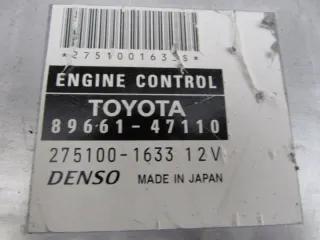 *2751001633S*
ENGINE CONTROL
TOYOTA
89661-47110
275100-1633 12V
DENSO MADE IN JAPAN